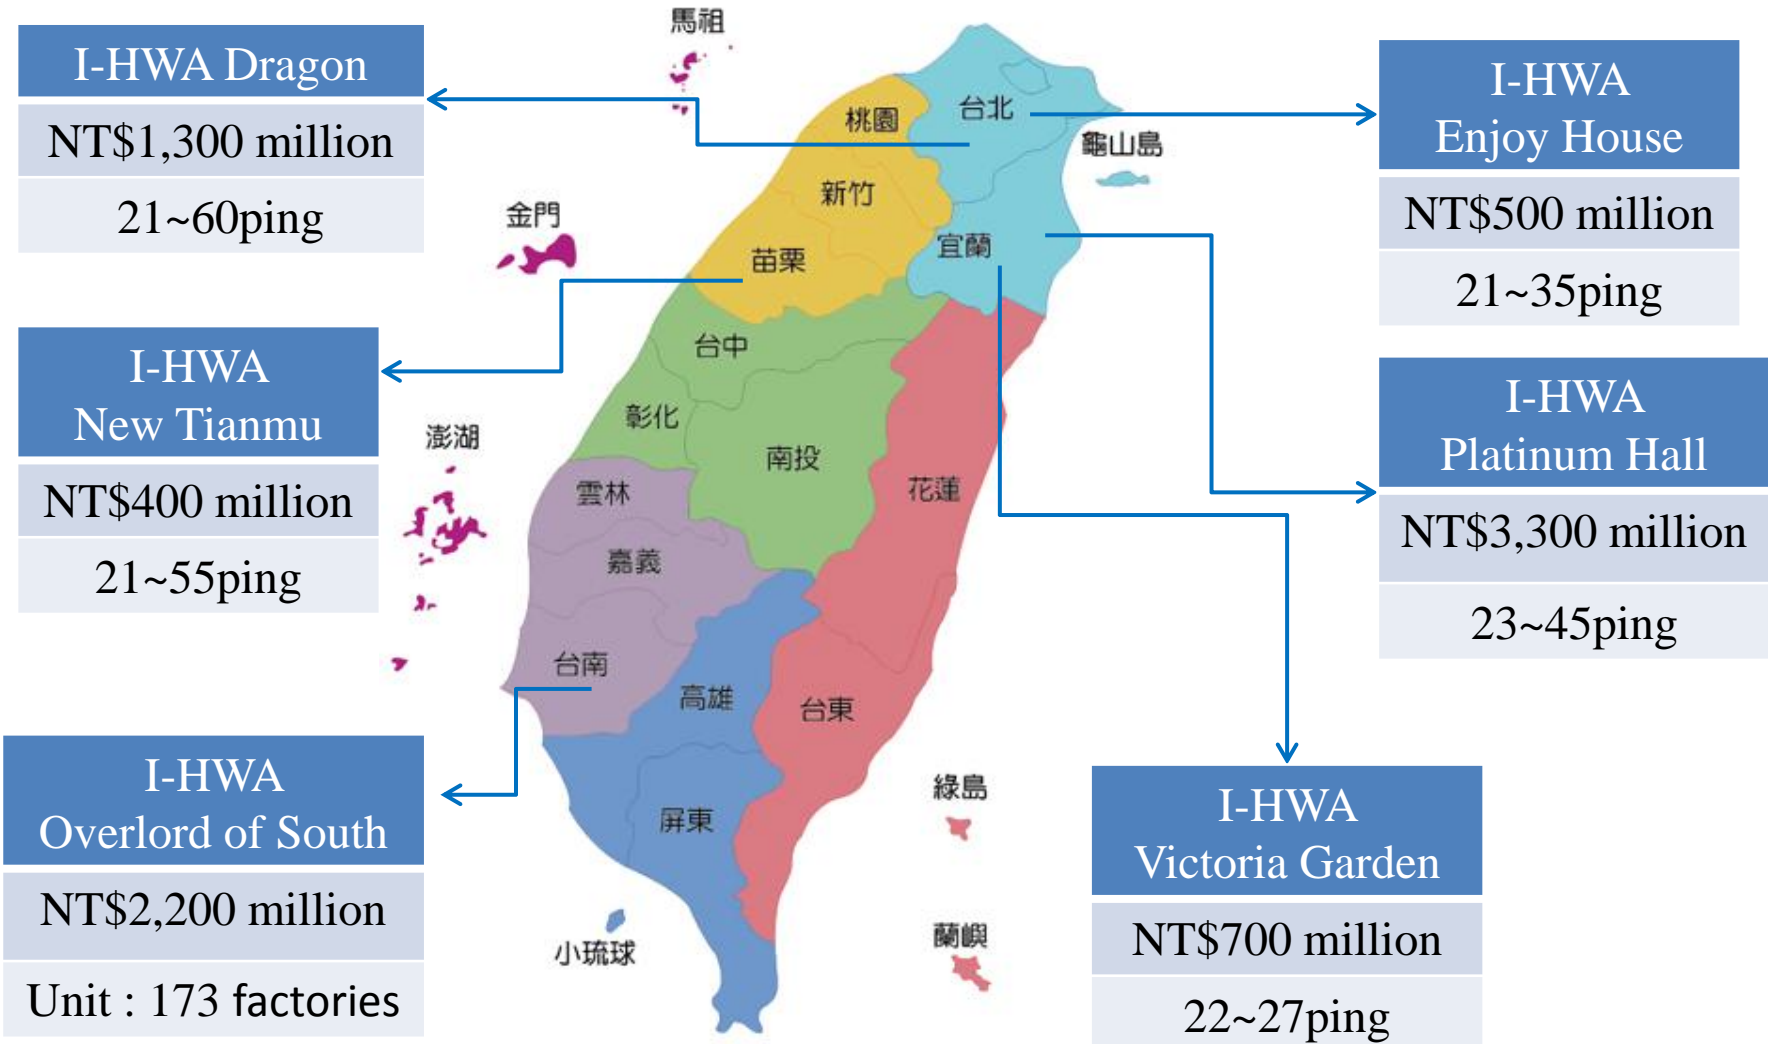 I-HWA Dragon
NT$1,300 million
21~60ping
I-HWA
New Tianmu
NT$400 million
21~55ping
I-HWA
Overlord of South
NT$2,200 million
Unit : 173 factories
馬祖
桃園
台北
龜山島
新竹
金門
宜蘭
苗栗
台中
彰化
澎湖
南投
雲林
花蓮
嘉義
台南
高雄
台東
綠島
屏東
小琉球
蘭嶼
I-HWA
Enjoy House
NT$500 million
21~35ping
I-HWA
Platinum Hall
NT$3,300 million
23~45ping
I-HWA
Victoria Garden
NT$700 million
22~27ping